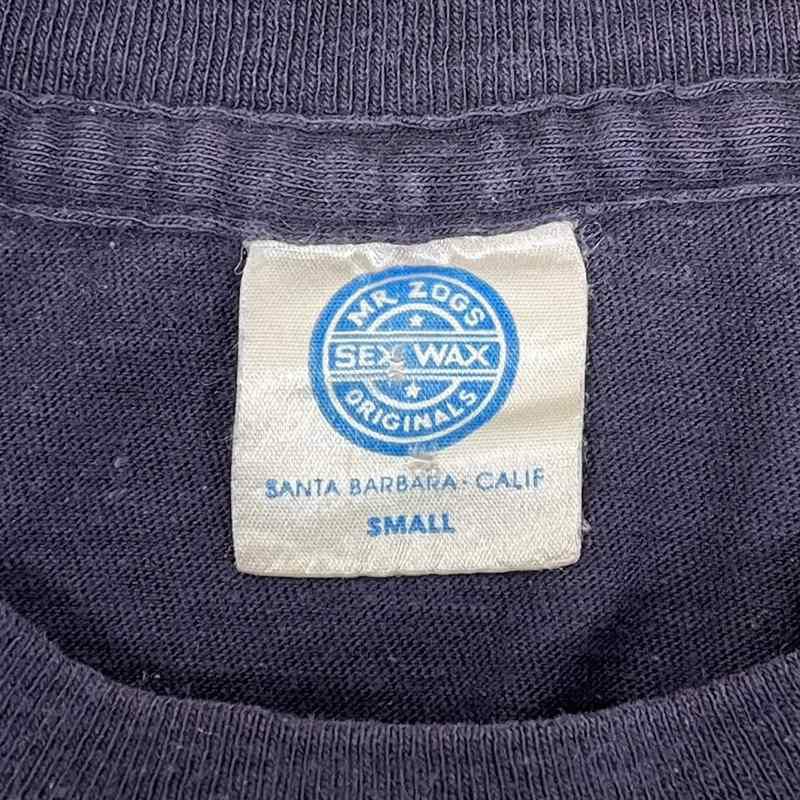 MR. ZOGS
SEX WAX
ORIGINALS
SANTA BARBARA · CALIF
SMALL